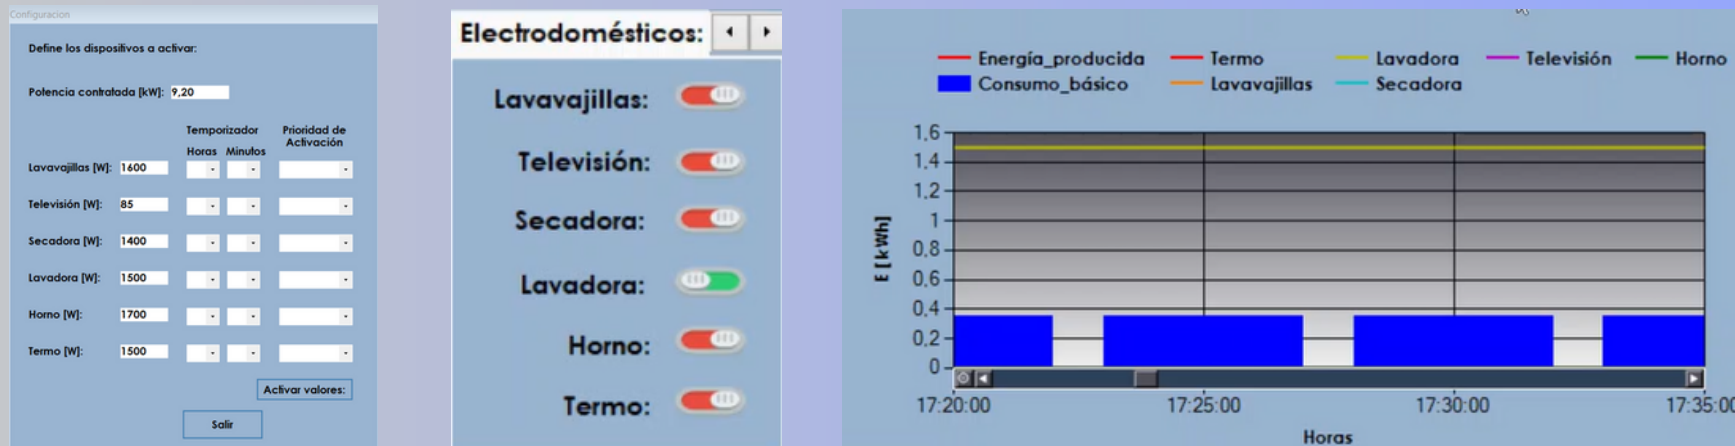 Configuracion
Define los dispositivos a activar:
Potencia contratada [kW]: 9,20
Temporizador
Prioridad de Activación
Horas Minutos
Lavavajillas [W]: 1600
Televisión [W]: 85
Secadora [W]: 1400
Lavadora [W]: 1500
Horno [W]: 1700
Termo [W]: 1500
Activar valores:
Salir
Electrodomésticos:
Lavavajillas:
Televisión:
Secadora:
Lavadora:
Horno:
Termo:
Energía_producida Termo Lavadora Televisión Horno
Consumo_básico Lavavajillas Secadora
1,6
1,4
1,2
1
0,8
0,6
0,4
0,2
0
E [kWh]
17:20:00 17:25:00 17:30:00 17:35:00
Horas